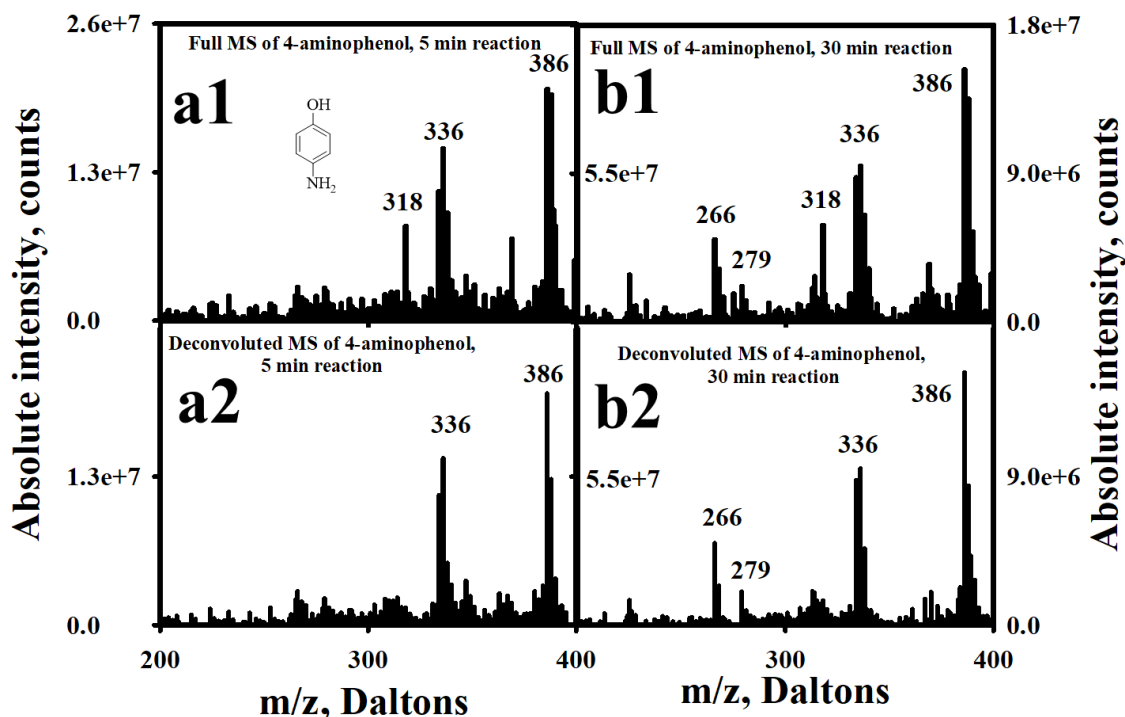 2.6e+7
Full MS of 4-aminophenol, 5 min reaction
a1
OH
NH2
318
336
386
1.3e+7
0.0
Full MS of 4-aminophenol, 30 min reaction
b1
5.5e+7
266
279
318
336
386
1.8e+7
9.0e+6
0.0
Deconvoluted MS of 4-aminophenol,
5 min reaction
a2
336
386
1.3e+7
0.0
Deconvoluted MS of 4-aminophenol,
30 min reaction
b2
5.5e+7
266
279
336
386
9.0e+6
0.0
200
300
400
300
400
m/z, Daltons
m/z, Daltons
Absolute intensity, counts
Absolute intensity, counts